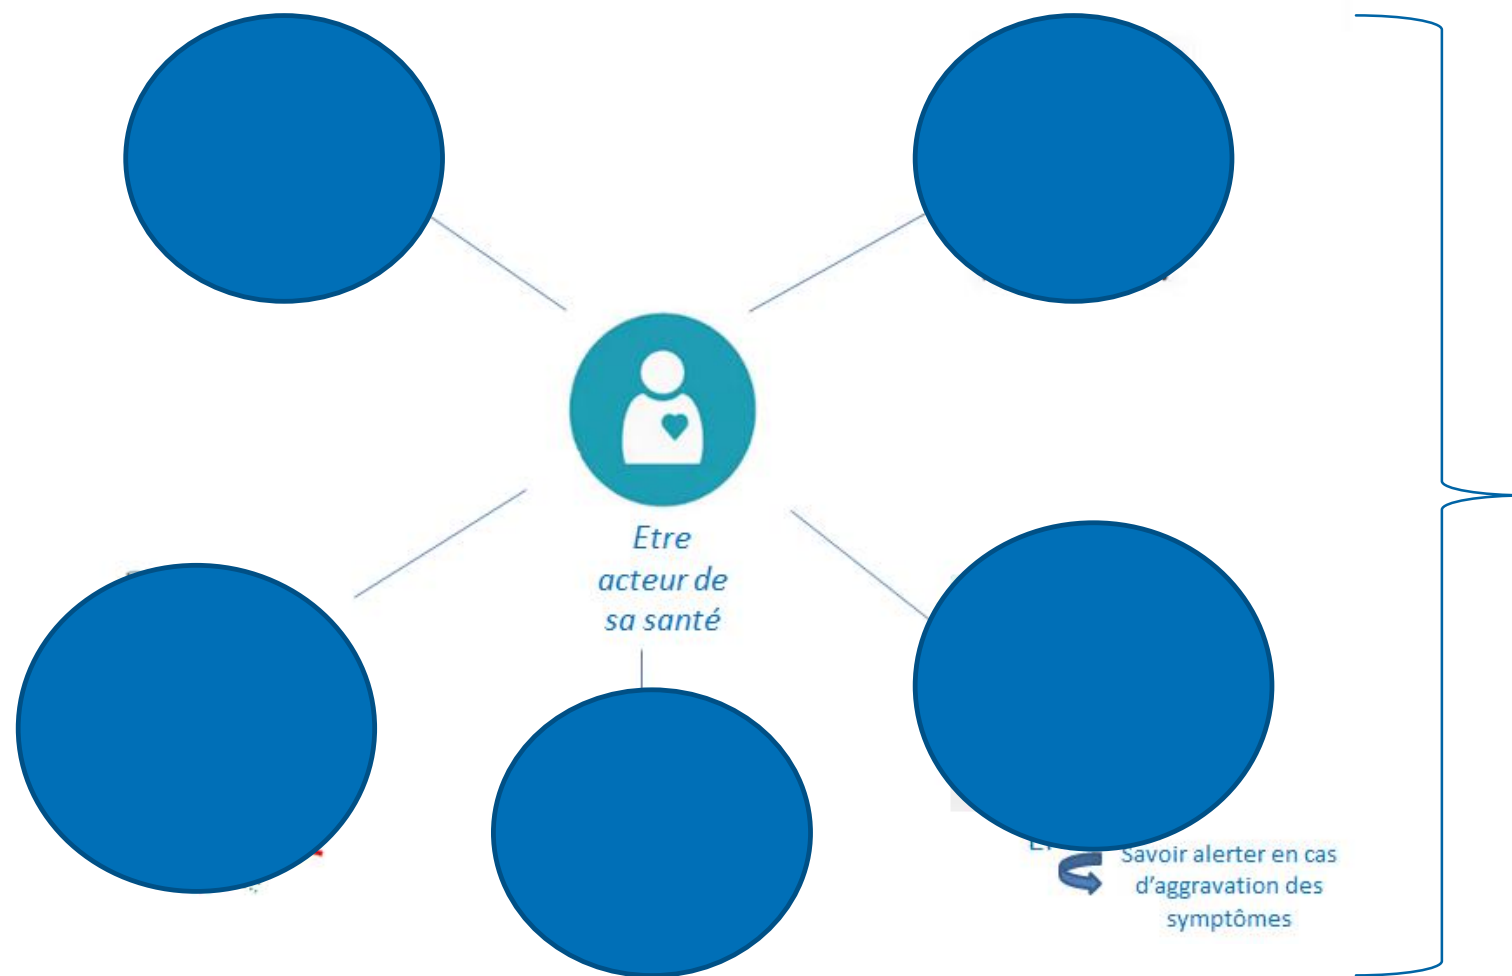 Etre
acteur de
sa santé
Savoir alerter en cas
d'aggravation des
symptômes